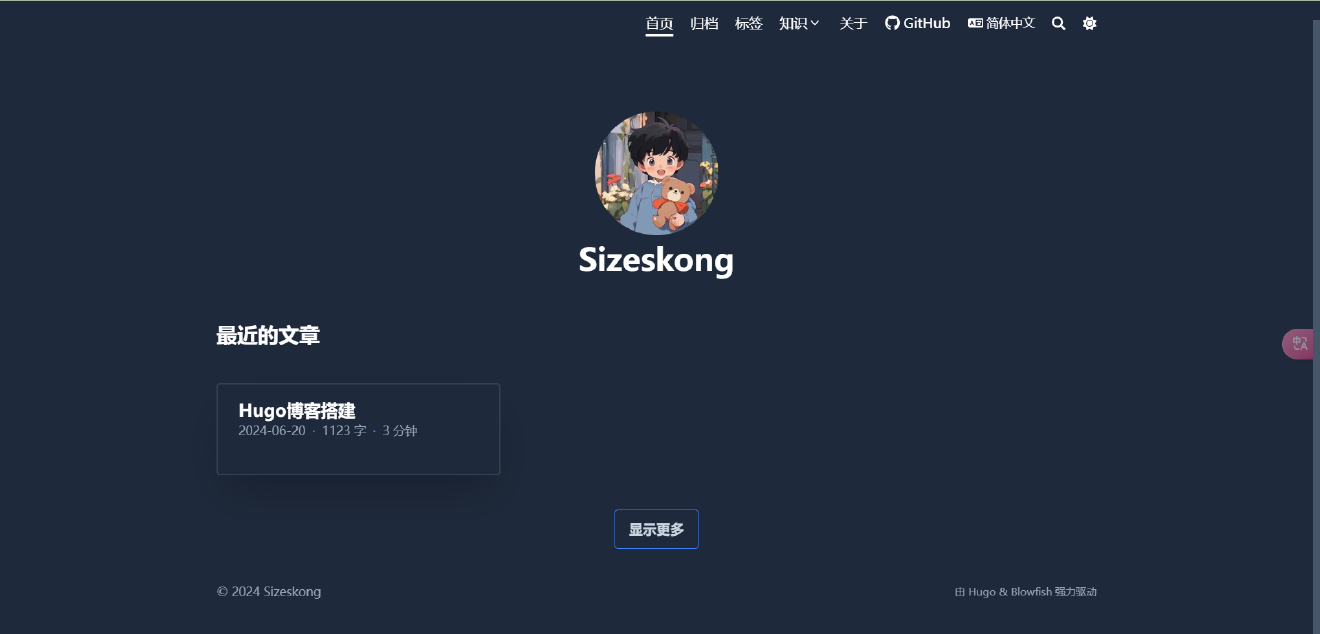 首页 归档 标签 知识 关于 GitHub 简体中文
Sizeskong
最近的文章
Hugo博客搭建
2024-06-20 · 1123 字 · 3 分钟
显示更多
© 2024 Sizeskong
由 Hugo & Blowfish 强力驱动